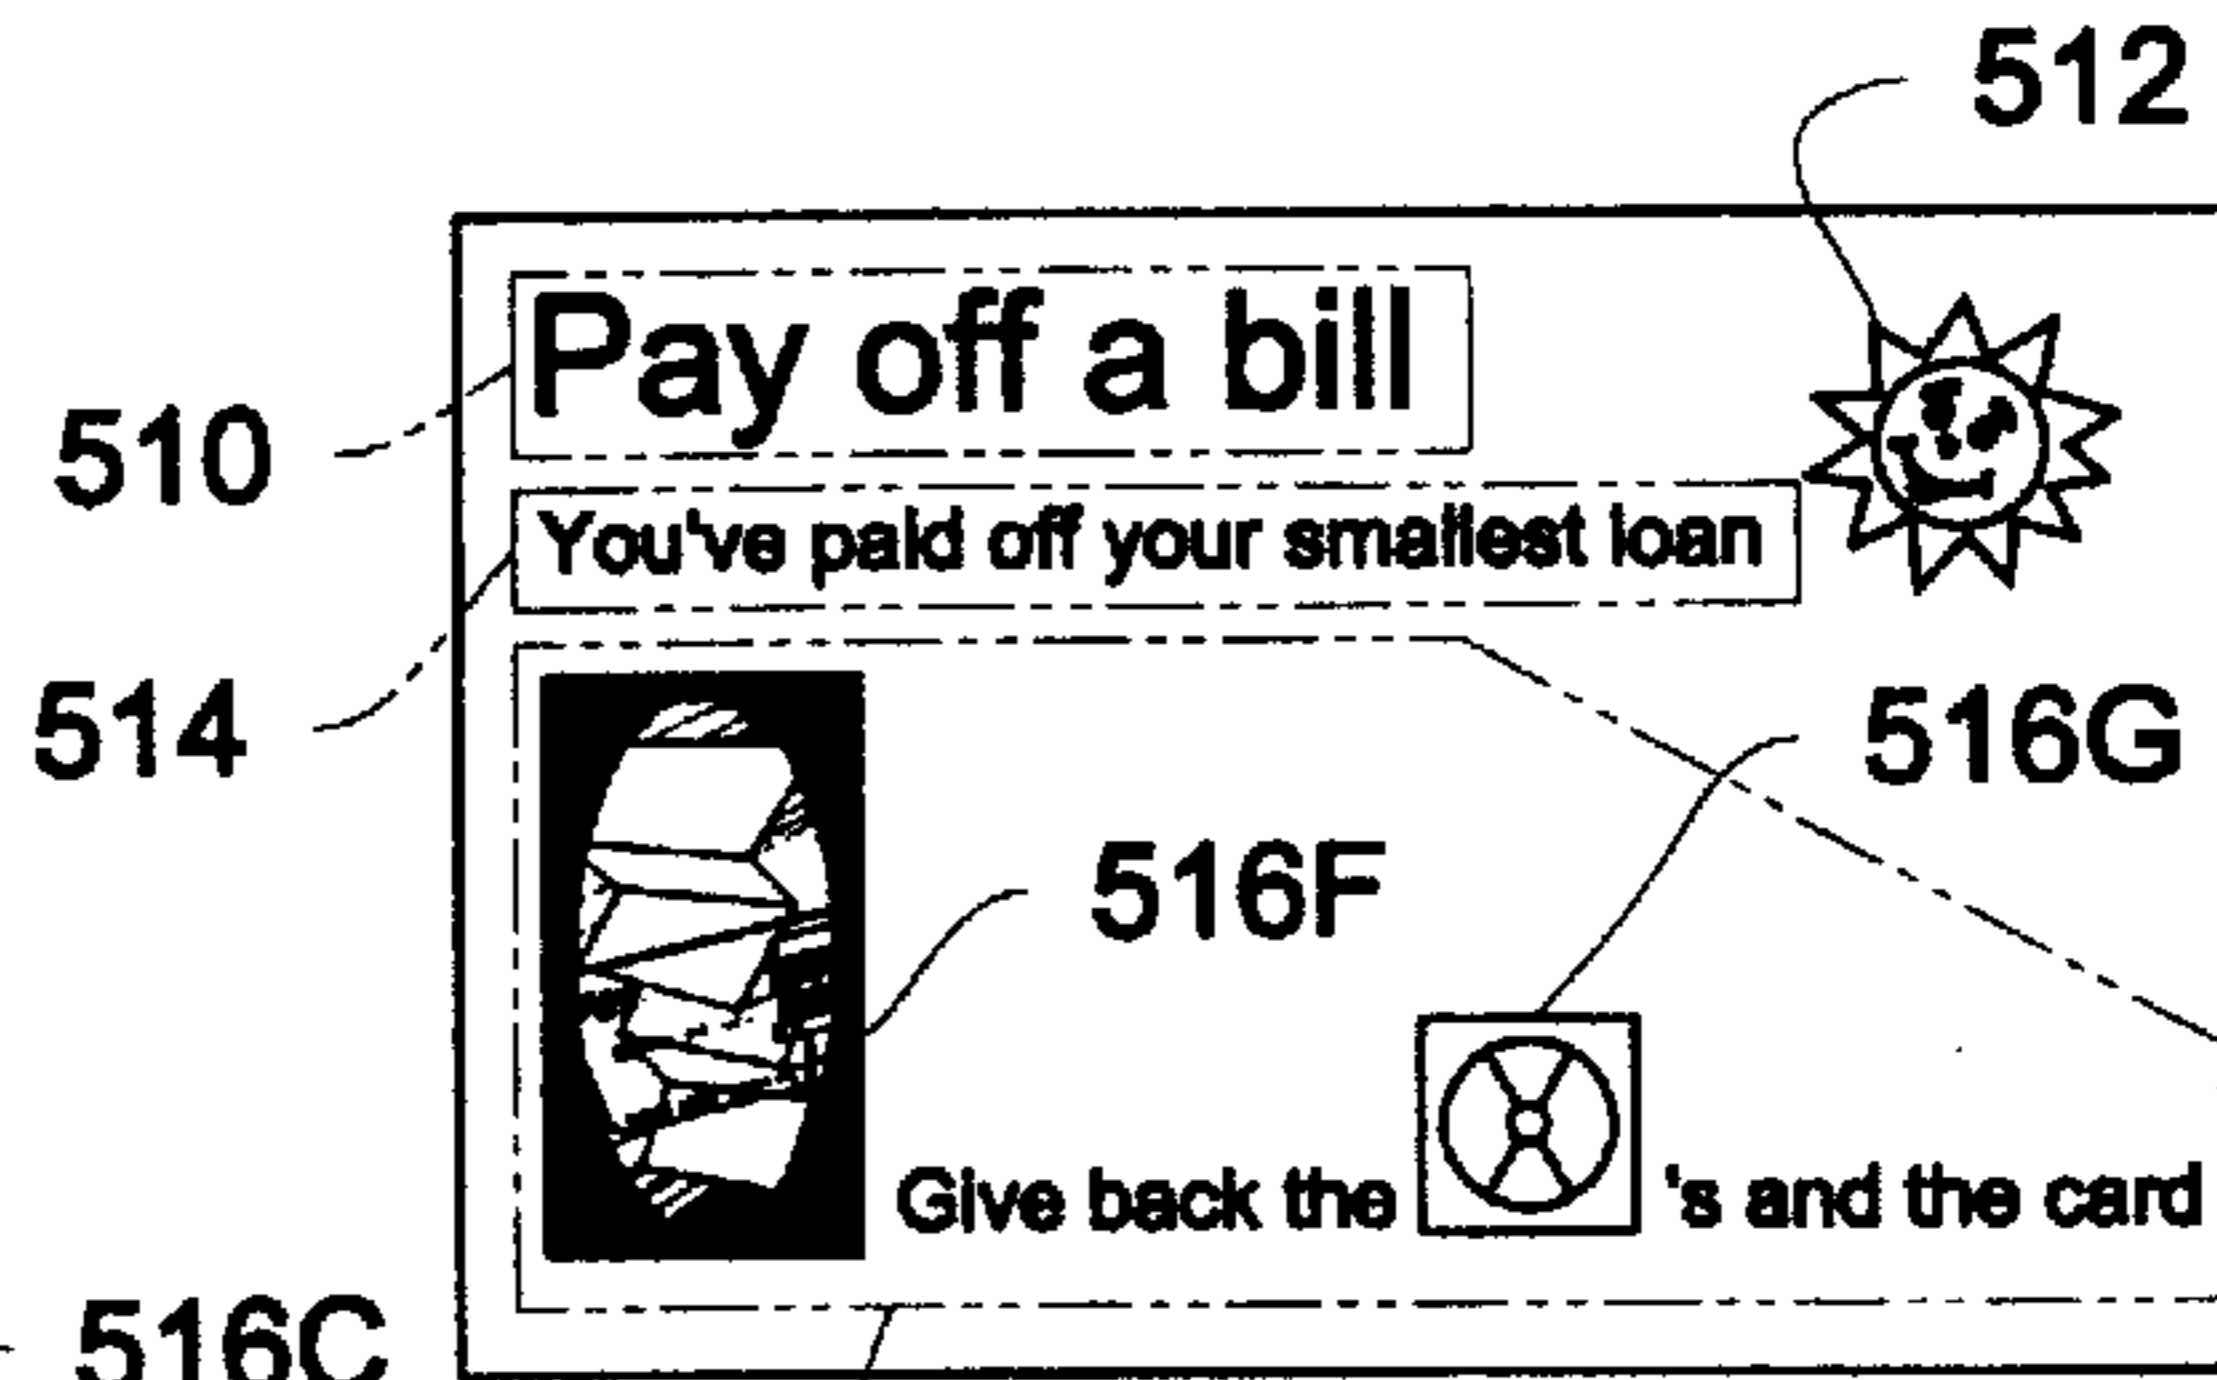 512
Pay off a bill
510
You've paid off your smallest loan
514
516G
516F
Give back the 's and the card
516C